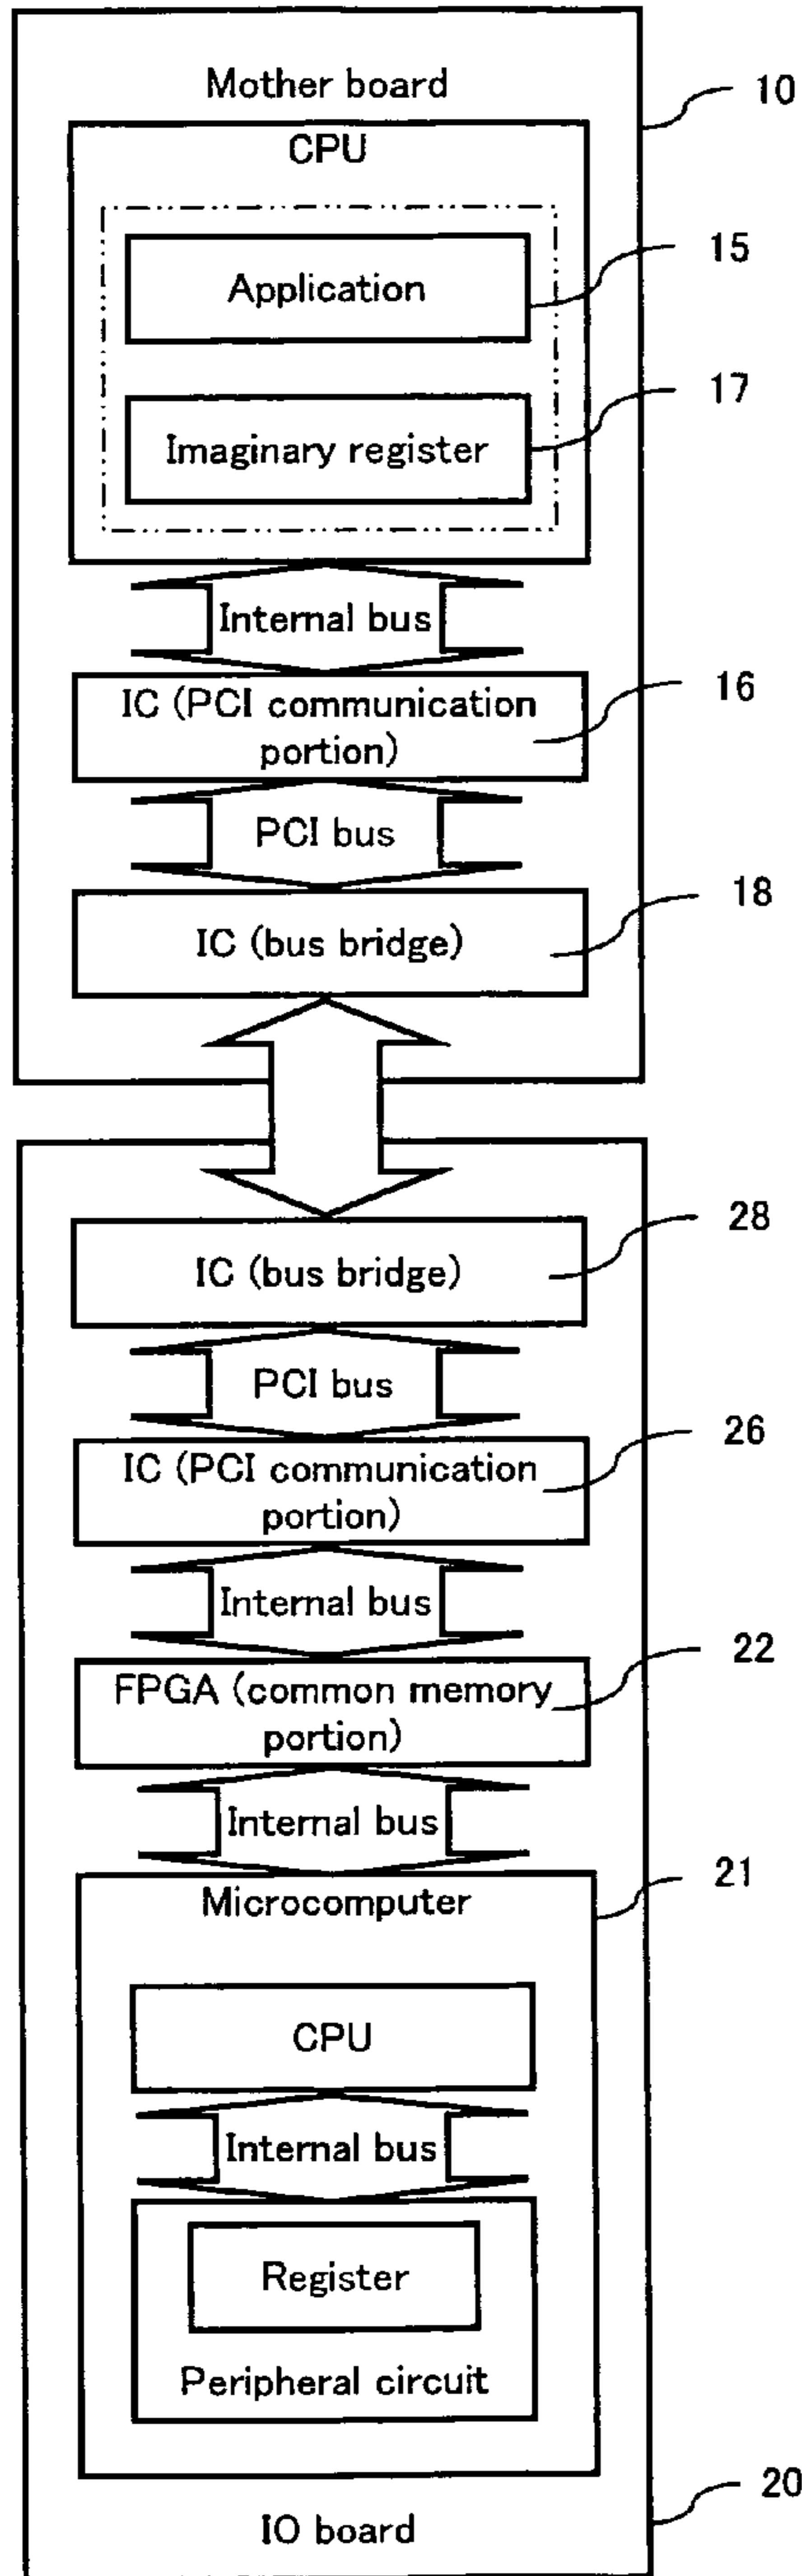 Mother board
10
CPU
15
Application
17
Imaginary register
Internal bus
16
IC (PCI communication
portion)
PCI bus
18
IC (bus bridge)
28
IC (bus bridge)
PCI bus
26
IC (PCI communication
portion)
Internal bus
22
FPGA (common memory
portion)
Internal bus
21
Microcomputer
CPU
Internal bus
Register
Peripheral circuit
20
IO board